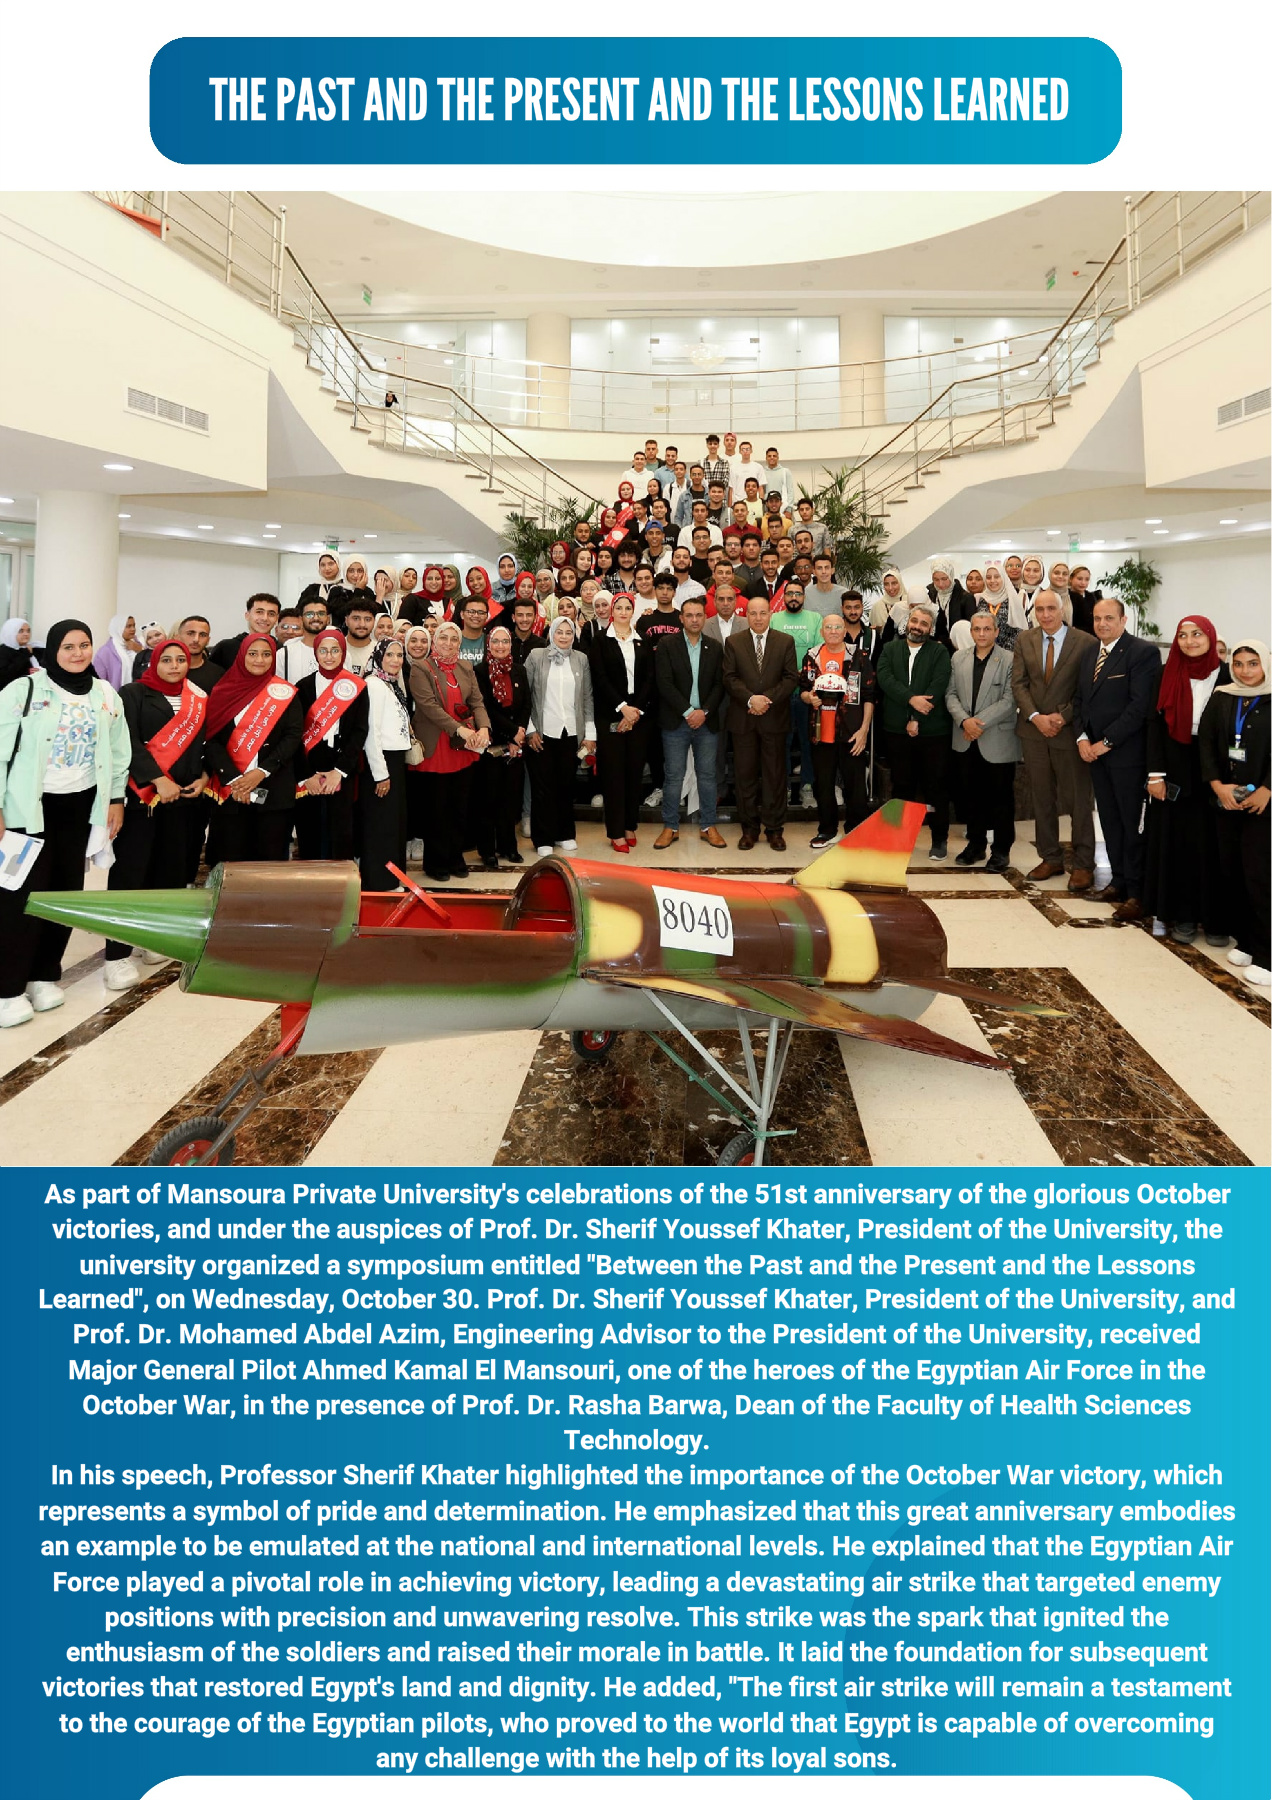 THE PAST AND THE PRESENT AND THE LESSONS LEARNED
8040
As part of Mansoura Private University's celebrations of the 51st anniversary of the glorious October
victories, and under the auspices of Prof. Dr. Sherif Youssef Khater, President of the University, the
university organized a symposium entitled "Between the Past and the Present and the Lessons
Learned", on Wednesday, October 30. Prof. Dr. Sherif Youssef Khater, President of the University, and
Prof. Dr. Mohamed Abdel Azim, Engineering Advisor to the President of the University, received
Major General Pilot Ahmed Kamal El Mansouri, one of the heroes of the Egyptian Air Force in the
October War, in the presence of Prof. Dr. Rasha Barwa, Dean of the Faculty of Health Sciences
Technology.
In his speech, Professor Sherif Khater highlighted the importance of the October War victory, which
represents a symbol of pride and determination. He emphasized that this great anniversary embodies
an example to be emulated at the national and international levels. He explained that the Egyptian Air
Force played a pivotal role in achieving victory, leading a devastating air strike that targeted enemy
positions with precision and unwavering resolve. This strike was the spark that ignited the
enthusiasm of the soldiers and raised their morale in battle. It laid the foundation for subsequent
victories that restored Egypt's land and dignity. He added, "The first air strike will remain a testament
to the courage of the Egyptian pilots, who proved to the world that Egypt is capable of overcoming
any challenge with the help of its loyal sons.